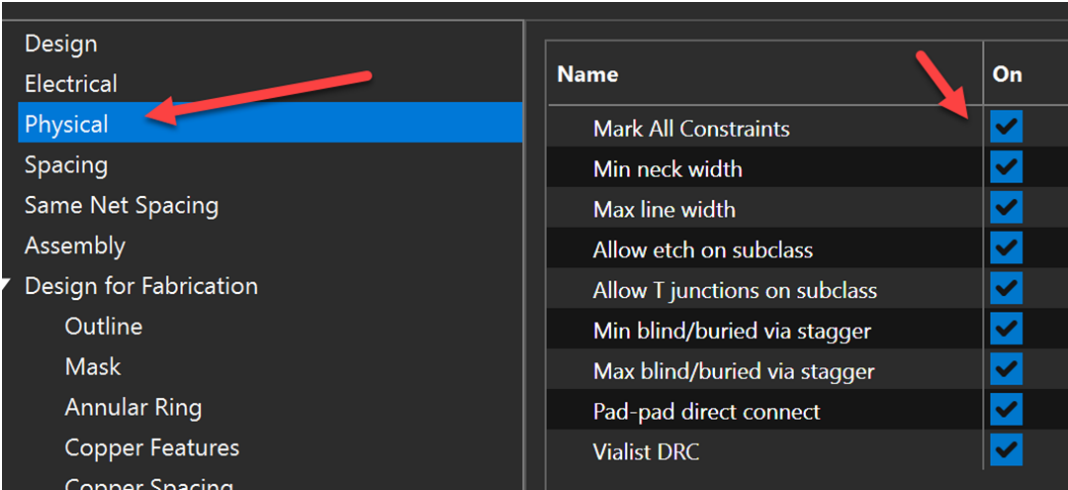 Design
Electrical
Physical
Spacing
Same Net Spacing
Assembly
Design for Fabrication
Outline
Mask
Annular Ring
Copper Features
Copper Spacing
Name On
Mark All Constraints
Min neck width
Max line width
Allow etch on subclass
Allow T junctions on subclass
Min blind/buried via stagger
Max blind/buried via stagger
Pad-pad direct connect
Vialist DRC